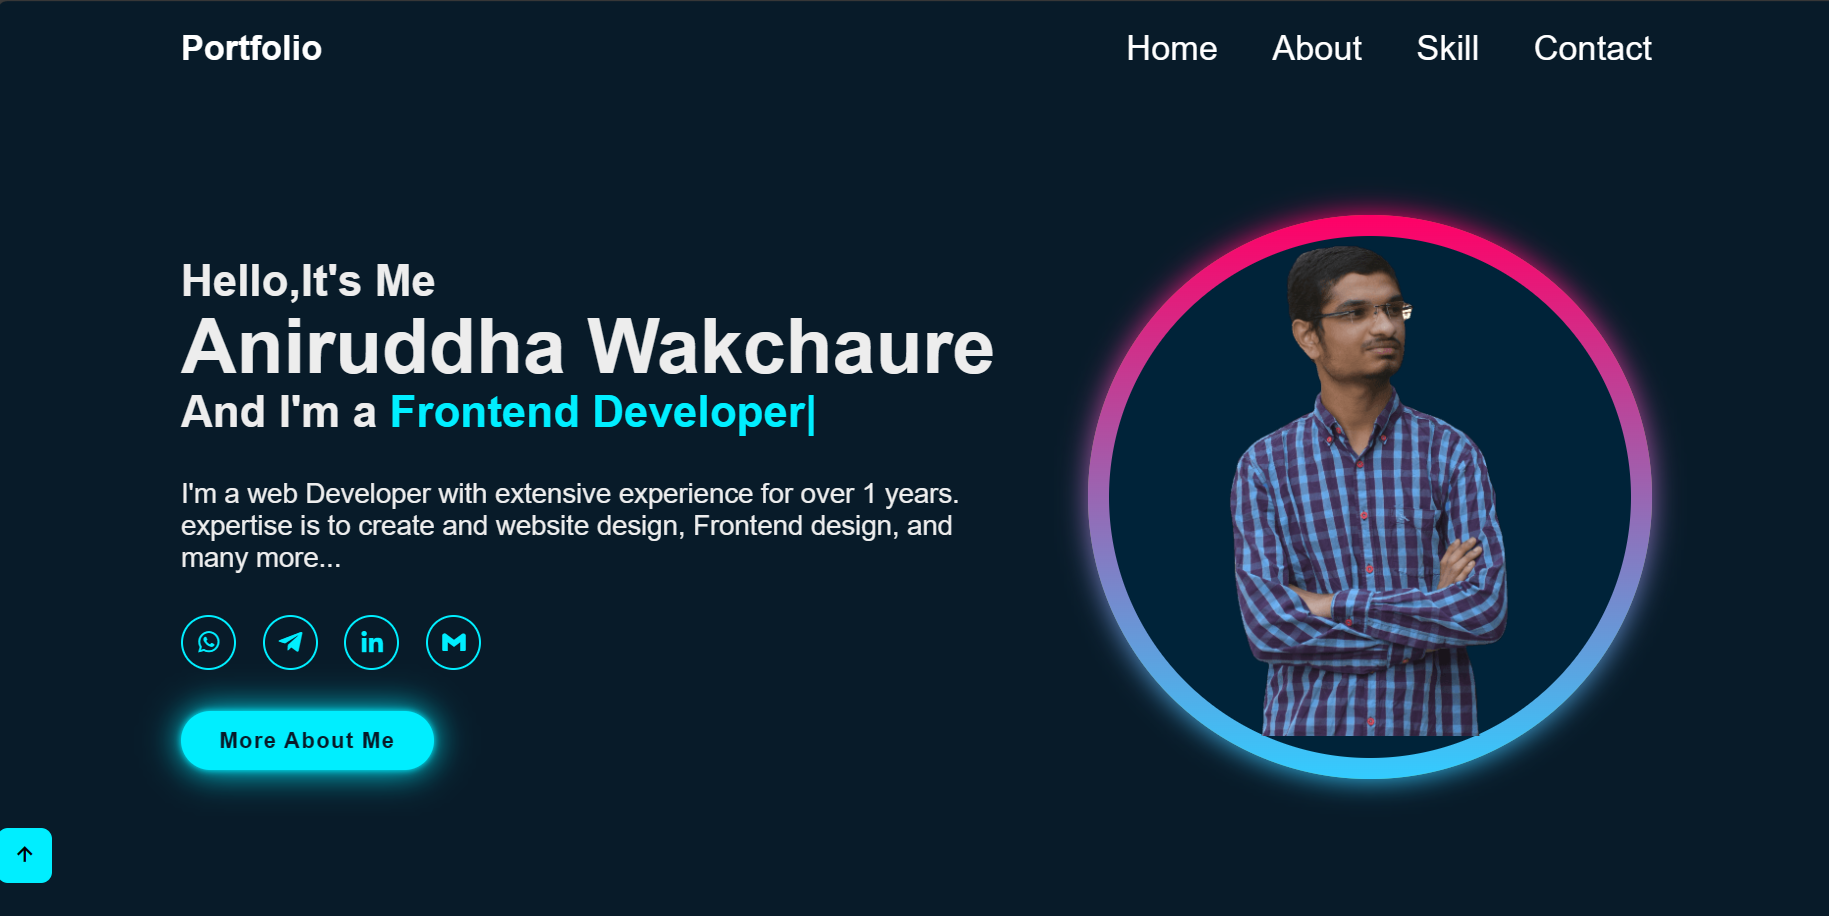 Portfolio
Home
About
Skill
Contact
Hello,It's Me
Aniruddha Wakchaure
And I'm a Frontend Developer|
I'm a web Developer with extensive experience for over 1 years.
expertise is to create and website design, Frontend design, and
many more...
More About Me